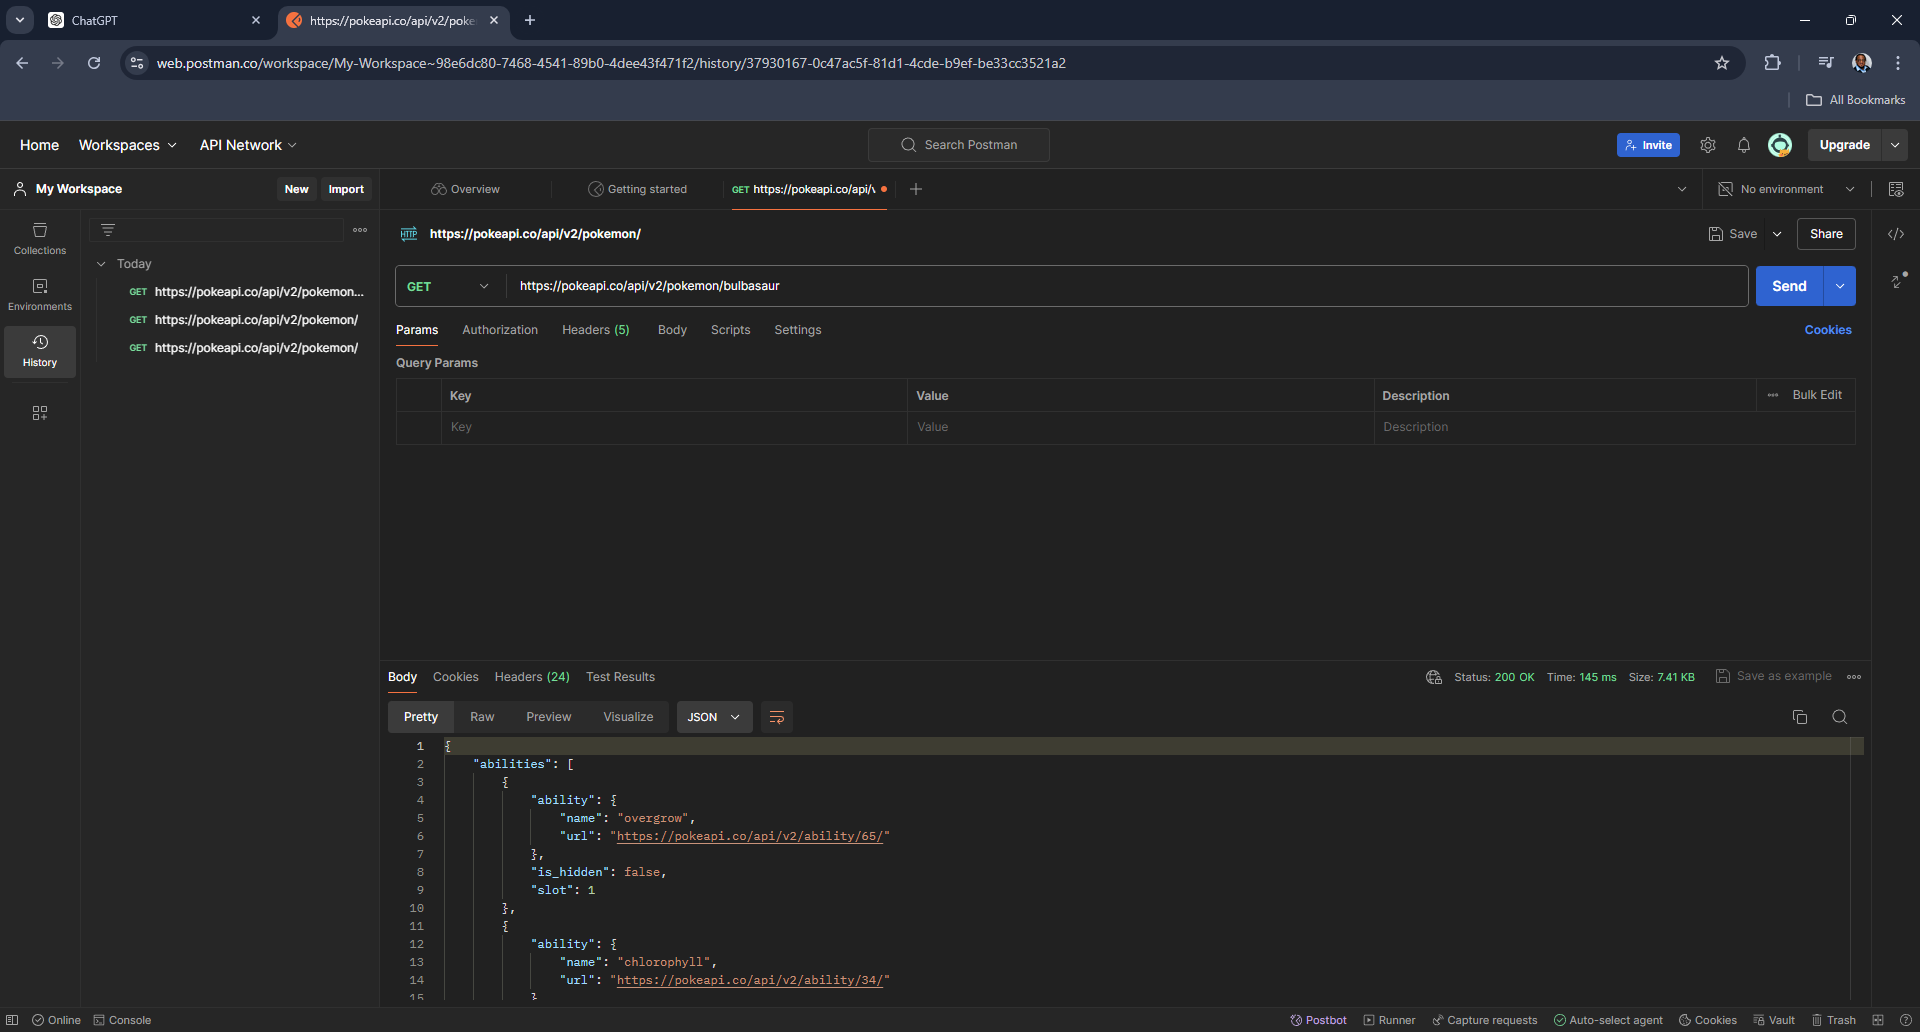 ChatGPT
https://pokeapi.co/api/v2/poke
web.postman.co/workspace/My-Workspace~98e6dc80-7468-4541-89b0-4dee43f471f2/history/37930167-0c47ac5f-81d1-4cde-b9ef-be33cc3521a2
All Bookmarks
Home Workspaces API Network Search Postman Invite Upgrade
My Workspace New Import Overview Getting started GET https://pokeapi.co/api/v No environment
Collections
Environments
History
Today
GET https://pokeapi.co/api/v2/pokemon...
GET https://pokeapi.co/api/v2/pokemon/
GET https://pokeapi.co/api/v2/pokemon/
HTTP https://pokeapi.co/api/v2/pokemon/ Save Share
GET https://pokeapi.co/api/v2/pokemon/bulbasaur Send
Params Authorization Headers (5) Body Scripts Settings Cookies
Query Params
Key Value Description Bulk Edit
Key Value Description
Body Cookies Headers (24) Test Results Status: 200 OK Time: 145 ms Size: 7.41 KB Save as example
Pretty Raw Preview Visualize JSON
1 {
2 "abilities": [
3 {
4 "ability": {
5 "name": "overgrow",
6 "url": "https://pokeapi.co/api/v2/ability/65/"
7 },
8 "is_hidden": false,
9 "slot": 1
10 },
11 {
12 "ability": {
13 "name": "chlorophyll",
14 "url": "https://pokeapi.co/api/v2/ability/34/"
15 }
Online Console Postbot Runner Capture requests Auto-select agent Cookies Vault Trash